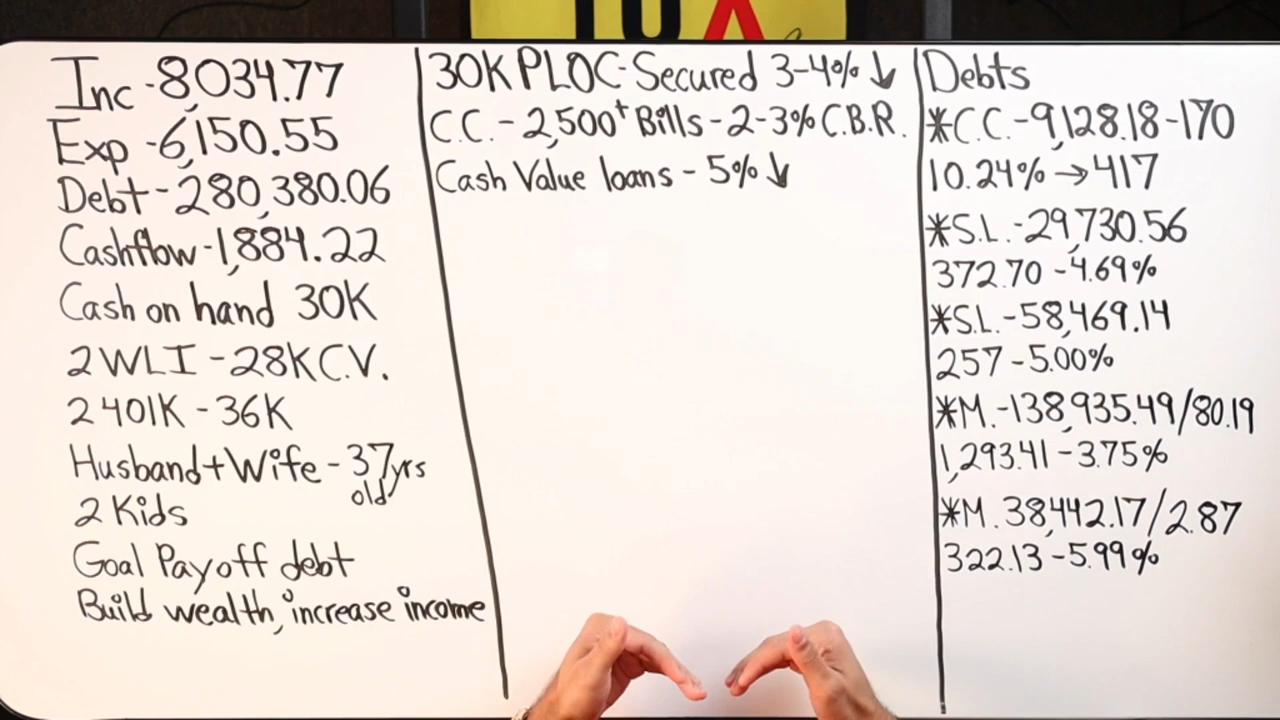 Inc - 8,034.77
Exp - 6,150.55
Debt - 280,380.06
Cashflow - 1,884.22
Cash on hand 30K
2 WLI - 28K C.V.
2 401K - 36K
Husband + Wife - 37 yrs old
2 Kids
Goal Payoff debt
Build wealth, increase income
30K PLOC - Secured 3-4% ↓
C.C. - 2,500+ Bills - 2-3% C.B.R.
Cash Value loans - 5% ↓
Debts
*C.C. - 9,128.18 - 170
10.24% → 417
*S.L. - 29,730.56
372.70 - 4.69%
*S.L. - 58,469.14
257 - 5.00%
*M. - 138,935.49/80.19
1,293.41 - 3.75%
*M. 38,442.17/2.87
322.13 - 5.99%